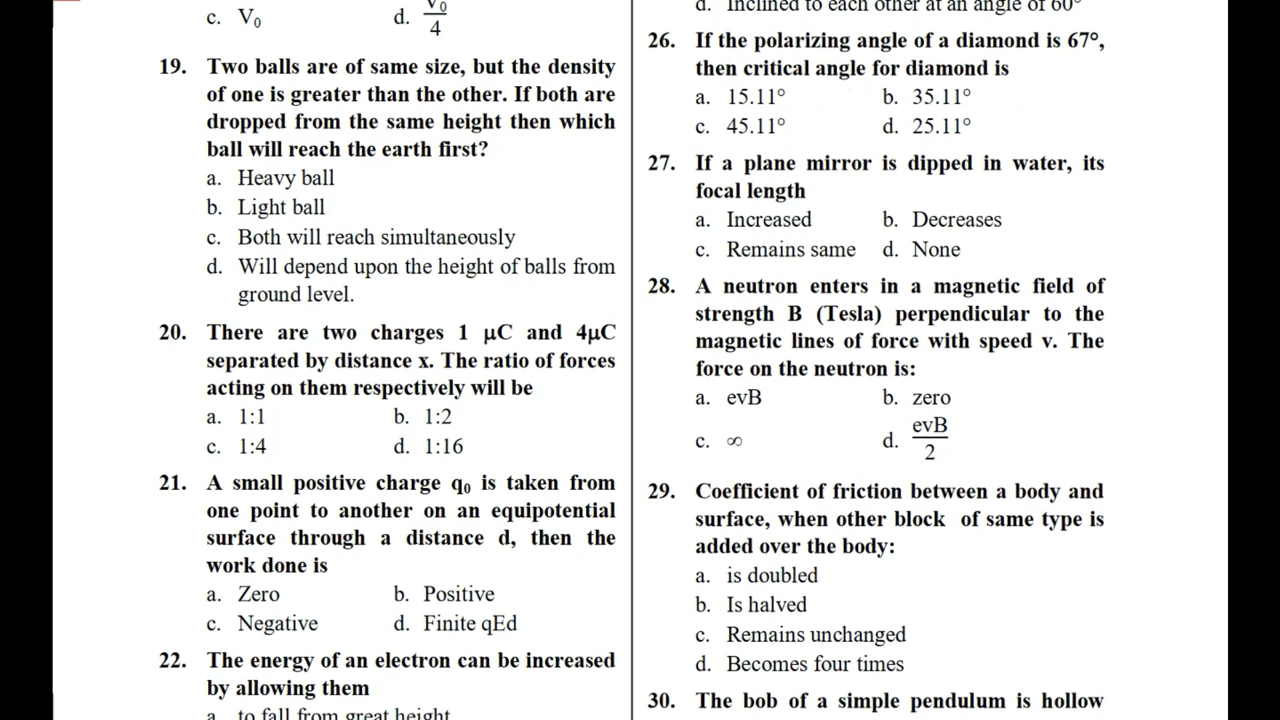 c. V₀ d. V₀/4
19. Two balls are of same size, but the density
of one is greater than the other. If both are
dropped from the same height then which
ball will reach the earth first?
a. Heavy ball
b. Light ball
c. Both will reach simultaneously
d. Will depend upon the height of balls from
ground level.
20. There are two charges 1 μC and 4μC
separated by distance x. The ratio of forces
acting on them respectively will be
a. 1:1 b. 1:2
c. 1:4 d. 1:16
21. A small positive charge q₀ is taken from
one point to another on an equipotential
surface through a distance d, then the
work done is
a. Zero b. Positive
c. Negative d. Finite qEd
22. The energy of an electron can be increased
by allowing them
a. to fall from great height
d. Inclined to each other at an angle of 60°
26. If the polarizing angle of a diamond is 67°,
then critical angle for diamond is
a. 15.11° b. 35.11°
c. 45.11° d. 25.11°
27. If a plane mirror is dipped in water, its
focal length
a. Increased b. Decreases
c. Remains same d. None
28. A neutron enters in a magnetic field of
strength B (Tesla) perpendicular to the
magnetic lines of force with speed v. The
force on the neutron is:
a. evB b. zero
c. ∞ d. evB/2
29. Coefficient of friction between a body and
surface, when other block of same type is
added over the body:
a. is doubled
b. Is halved
c. Remains unchanged
d. Becomes four times
30. The bob of a simple pendulum is hollow